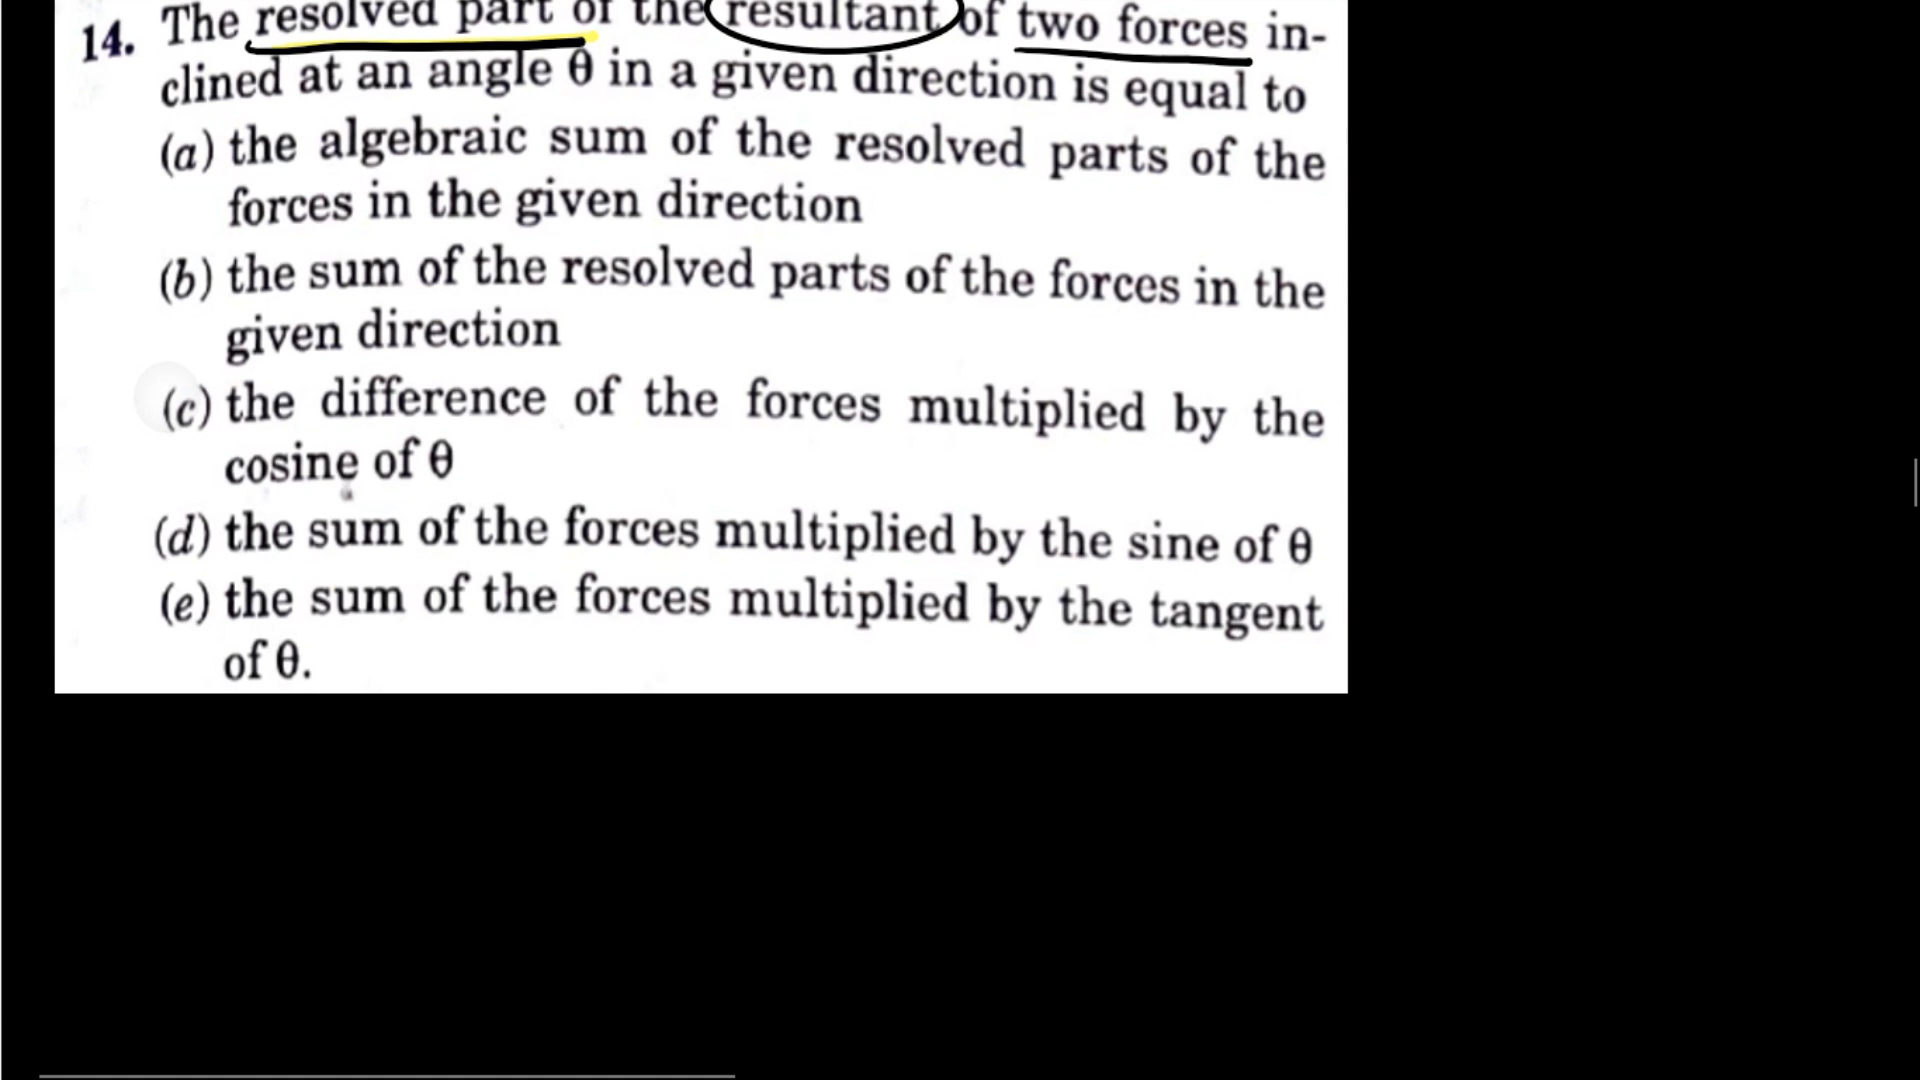 14. The resolved part of the resultant of two forces in-
clined at an angle θ in a given direction is equal to
(a) the algebraic sum of the resolved parts of the
forces in the given direction
(b) the sum of the resolved parts of the forces in the
given direction
(c) the difference of the forces multiplied by the
cosine of θ
(d) the sum of the forces multiplied by the sine of θ
(e) the sum of the forces multiplied by the tangent
of θ.